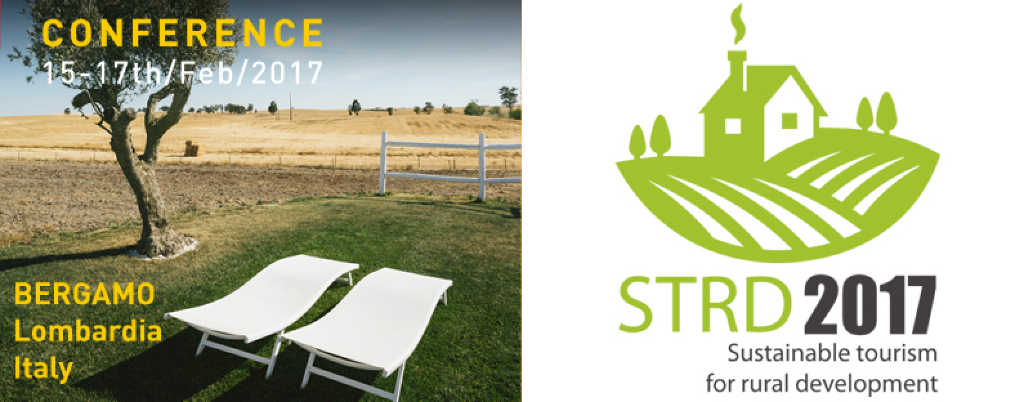 CONFERENCE
15-17th/Feb/2017
BERGAMO
Lombardia
Italy
STRD 2017
Sustainable tourism
for rural development